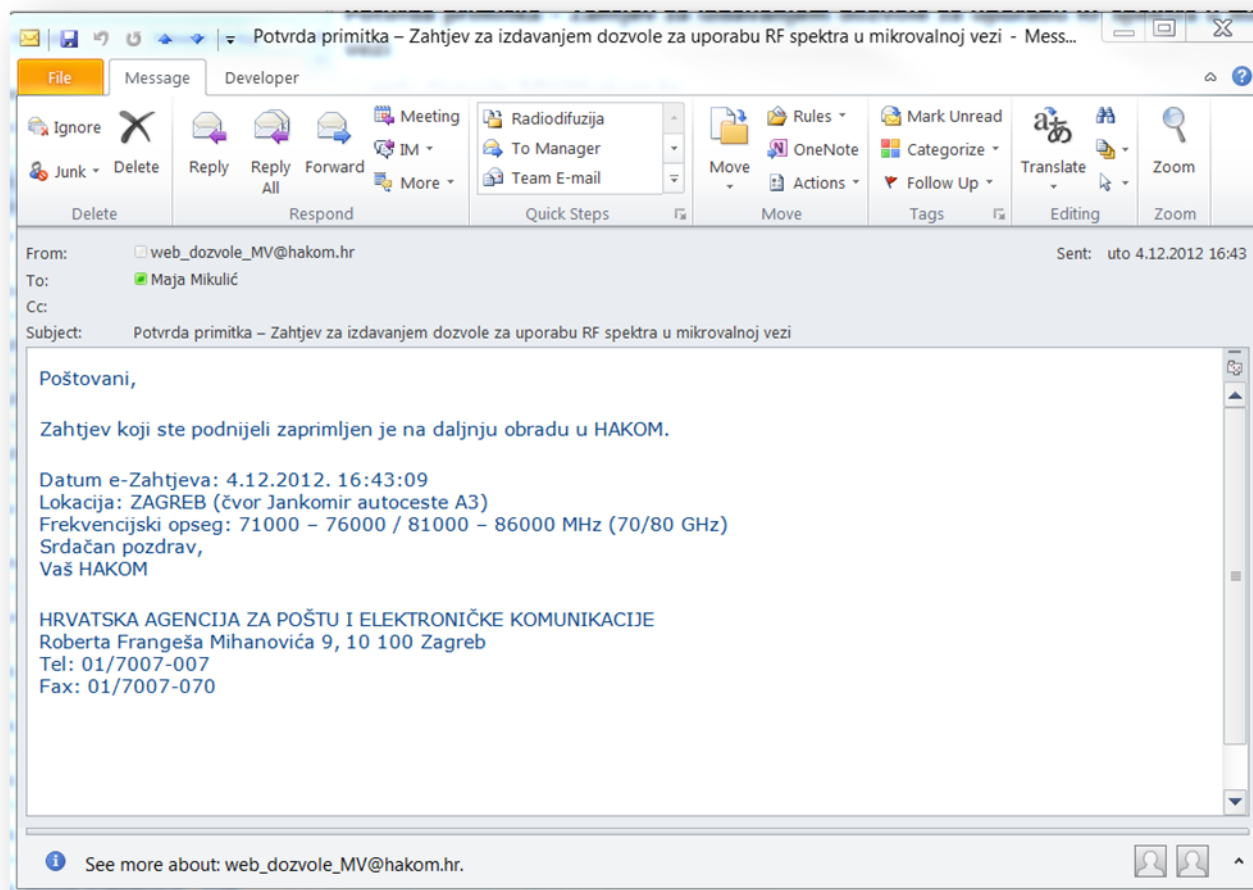 Potvrda primitka – Zahtjev za izdavanjem dozvole za uporabu RF spektra u mikrovalnoj vezi - Mess...
File Message Developer
Ignore
Junk
Delete
Reply
Reply All
Forward
Meeting
IM
More
Radiodifuzija
To Manager
Team E-mail
Move
Rules
OneNote
Actions
Mark Unread
Categorize
Follow Up
Translate
Zoom
Delete Respond Quick Steps Move Tags Editing Zoom
From: web_dozvole_MV@hakom.hr Sent: uto 4.12.2012 16:43
To: Maja Mikulić
Cc:
Subject: Potvrda primitka – Zahtjev za izdavanjem dozvole za uporabu RF spektra u mikrovalnoj vezi
Poštovani,
Zahtjev koji ste podnijeli zaprimljen je na daljnju obradu u HAKOM.
Datum e-Zahtjeva: 4.12.2012. 16:43:09
Lokacija: ZAGREB (čvor Jankomir autoceste A3)
Frekvencijski opseg: 71000 – 76000 / 81000 – 86000 MHz (70/80 GHz)
Srdačan pozdrav,
Vaš HAKOM
HRVATSKA AGENCIJA ZA POŠTU I ELEKTRONIČKE KOMUNIKACIJE
Roberta Frangeša Mihanovića 9, 10 100 Zagreb
Tel: 01/7007-007
Fax: 01/7007-070
See more about: web_dozvole_MV@hakom.hr.